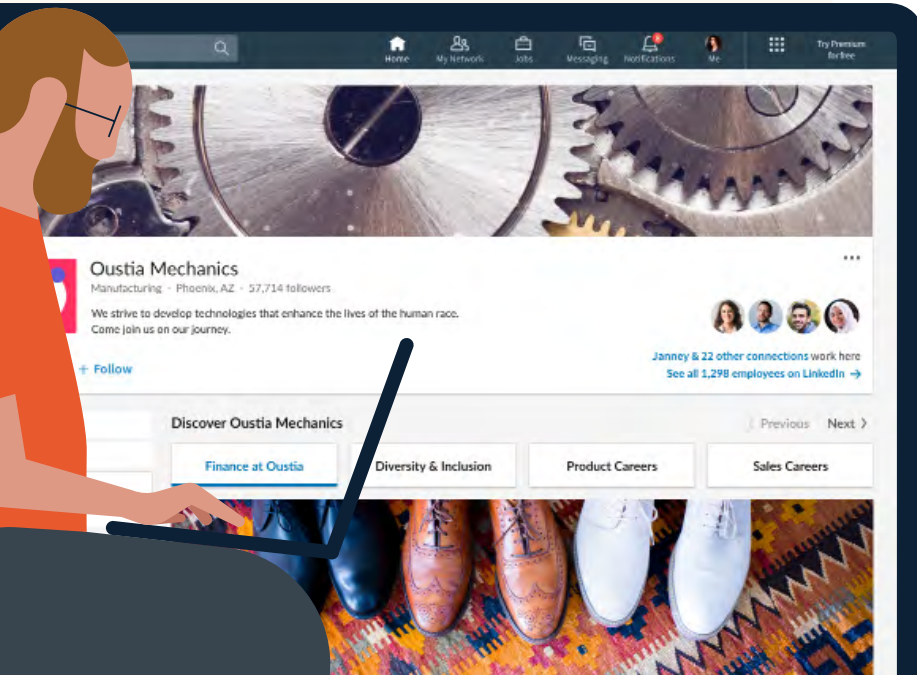 Home
My Network
Jobs
Messaging
Notifications
Me
Try Premium
for free
Oustia Mechanics
Manufacturing · Phoenix, AZ · 57,714 followers
We strive to develop technologies that enhance the lives of the human race.
Come join us on our journey.
+ Follow
Janney & 22 other connections work here
See all 1,298 employees on LinkedIn →
Discover Oustia Mechanics
Previous Next
Finance at Oustia
Diversity & Inclusion
Product Careers
Sales Careers